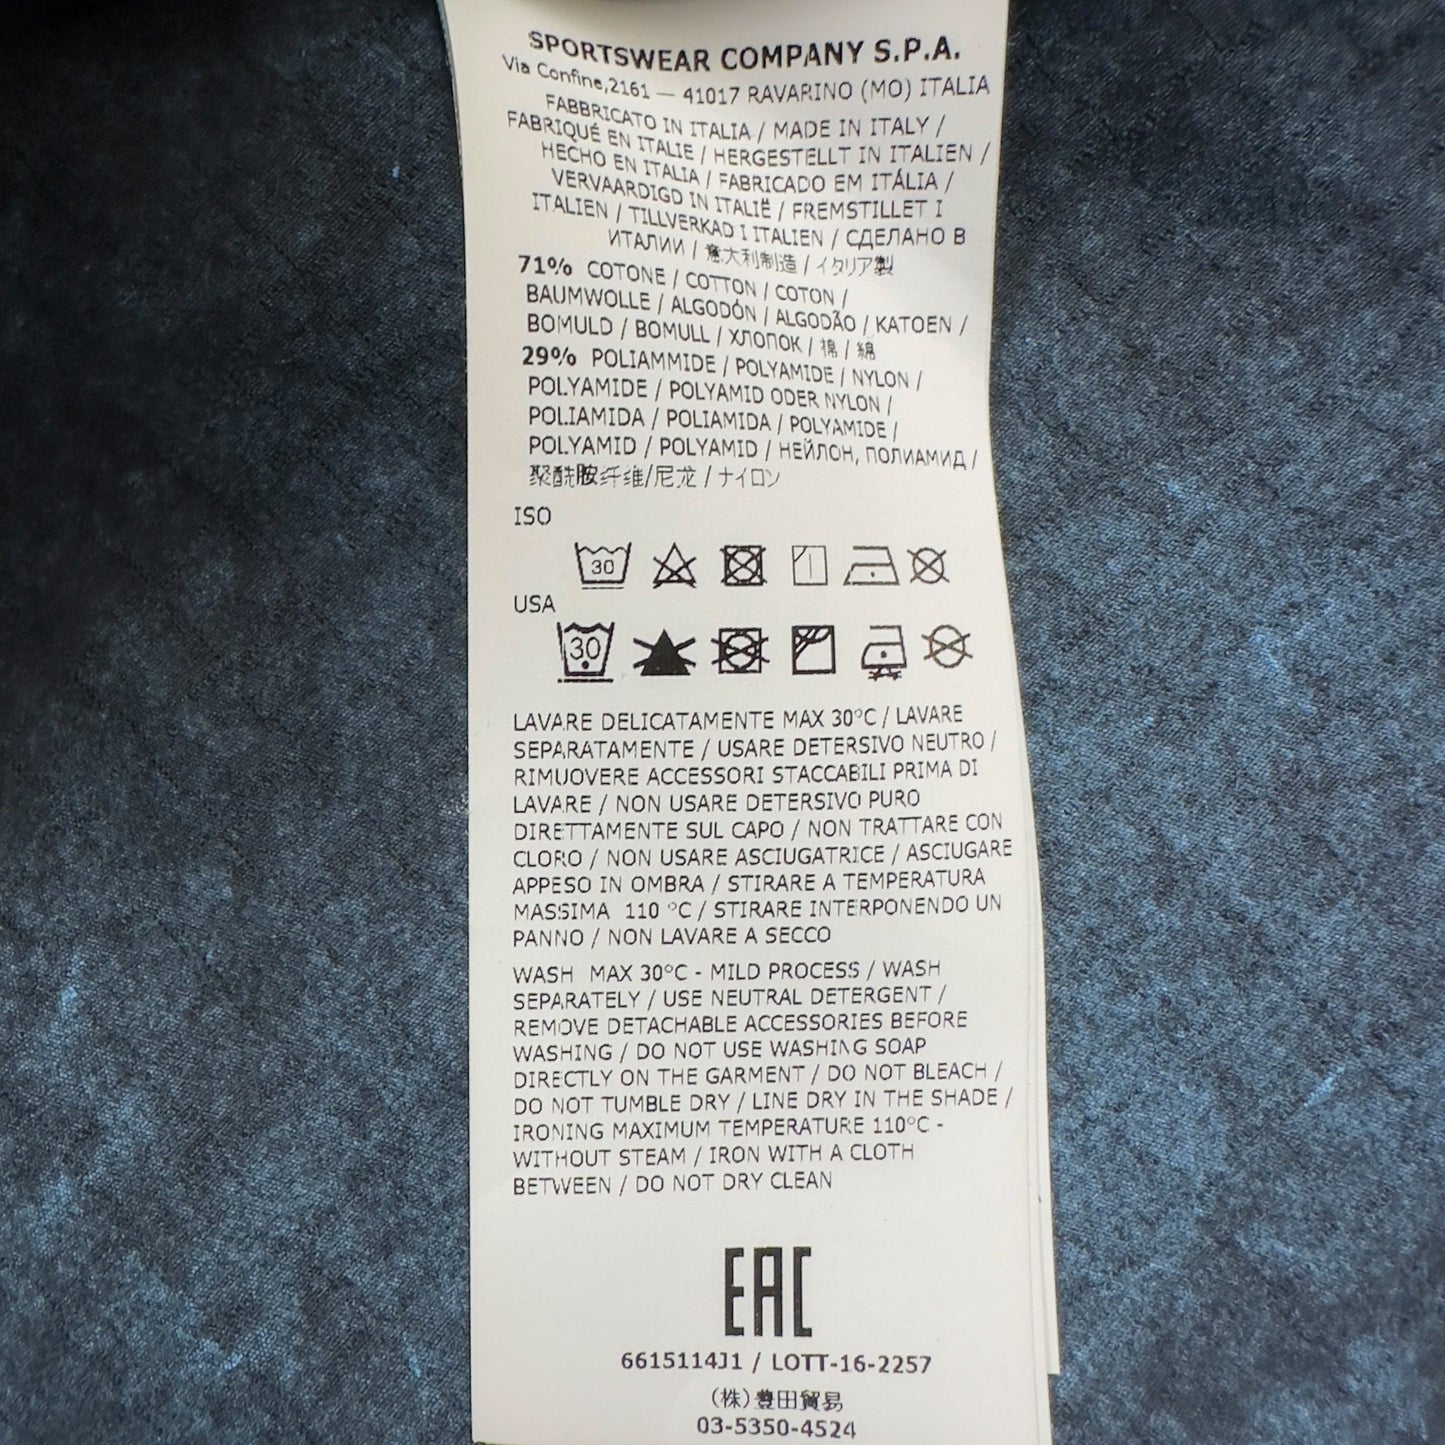 SPORTSWEAR COMPANY S.P.A.
Via Confine,2161 — 41017 RAVARINO (MO) ITALIA
FABBRICATO IN ITALIA / MADE IN ITALY /
FABRIQUÉ EN ITALIE / HERGESTELLT IN ITALIEN /
HECHO EN ITALIA / FABRICADO EM ITÁLIA /
VERVAARDIGD IN ITALIË / FREMSTILLET I
ITALIEN / TILLVERKAD I ITALIEN / СДЕЛАНО В
ИТАЛИИ / 意大利制造 / イタリア製
71% COTONE / COTTON / COTON /
BAUMWOLLE / ALGODÓN / ALGODÃO / KATOEN /
BOMULD / BOMULL / ХЛОПОК / 棉 / 綿
29% POLIAMMIDE / POLYAMIDE / NYLON /
POLYAMIDE / POLYAMID ODER NYLON /
POLIAMIDA / POLIAMIDA / POLYAMIDE /
POLYAMID / POLYAMID / НЕЙЛОН, ПОЛИАМИД /
聚酰胺纤维/尼龙 / ナイロン
ISO
30
USA
30
LAVARE DELICATAMENTE MAX 30°C / LAVARE
SEPARATAMENTE / USARE DETERSIVO NEUTRO /
RIMUOVERE ACCESSORI STACCABILI PRIMA DI
LAVARE / NON USARE DETERSIVO PURO
DIRETTAMENTE SUL CAPO / NON TRATTARE CON
CLORO / NON USARE ASCIUGATRICE / ASCIUGARE
APPESO IN OMBRA / STIRARE A TEMPERATURA
MASSIMA 110 °C / STIRARE INTERPONENDO UN
PANNO / NON LAVARE A SECCO
WASH MAX 30°C - MILD PROCESS / WASH
SEPARATELY / USE NEUTRAL DETERGENT /
REMOVE DETACHABLE ACCESSORIES BEFORE
WASHING / DO NOT USE WASHING SOAP
DIRECTLY ON THE GARMENT / DO NOT BLEACH /
DO NOT TUMBLE DRY / LINE DRY IN THE SHADE /
IRONING MAXIMUM TEMPERATURE 110°C -
WITHOUT STEAM / IRON WITH A CLOTH
BETWEEN / DO NOT DRY CLEAN
EAC
6615114J1 / LOTT-16-2257
(株)豊田貿易
03-5350-4524